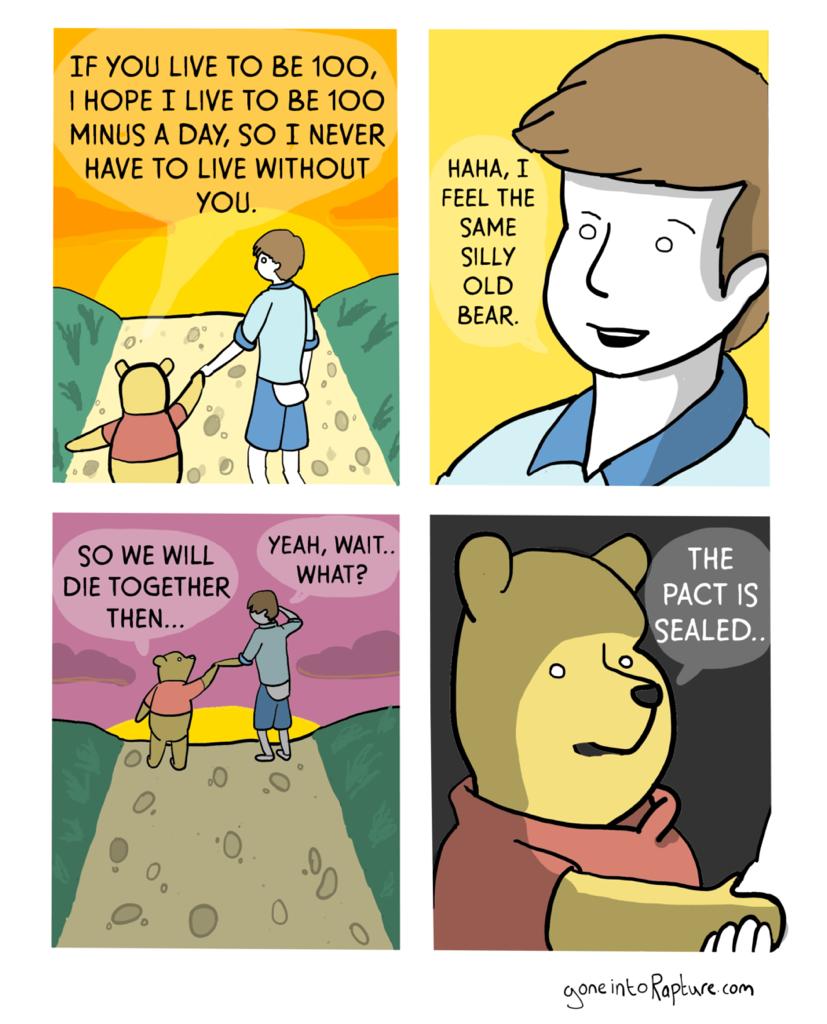 IF YOU LIVE TO BE 100,
I HOPE I LIVE TO BE 100
MINUS A DAY, SO I NEVER
HAVE TO LIVE WITHOUT
YOU.
HAHA, I
FEEL THE
SAME
SILLY
OLD
BEAR.
SO WE WILL
DIE TOGETHER
THEN...
YEAH, WAIT..
WHAT?
THE
PACT IS
SEALED..
goneintoRapture.com